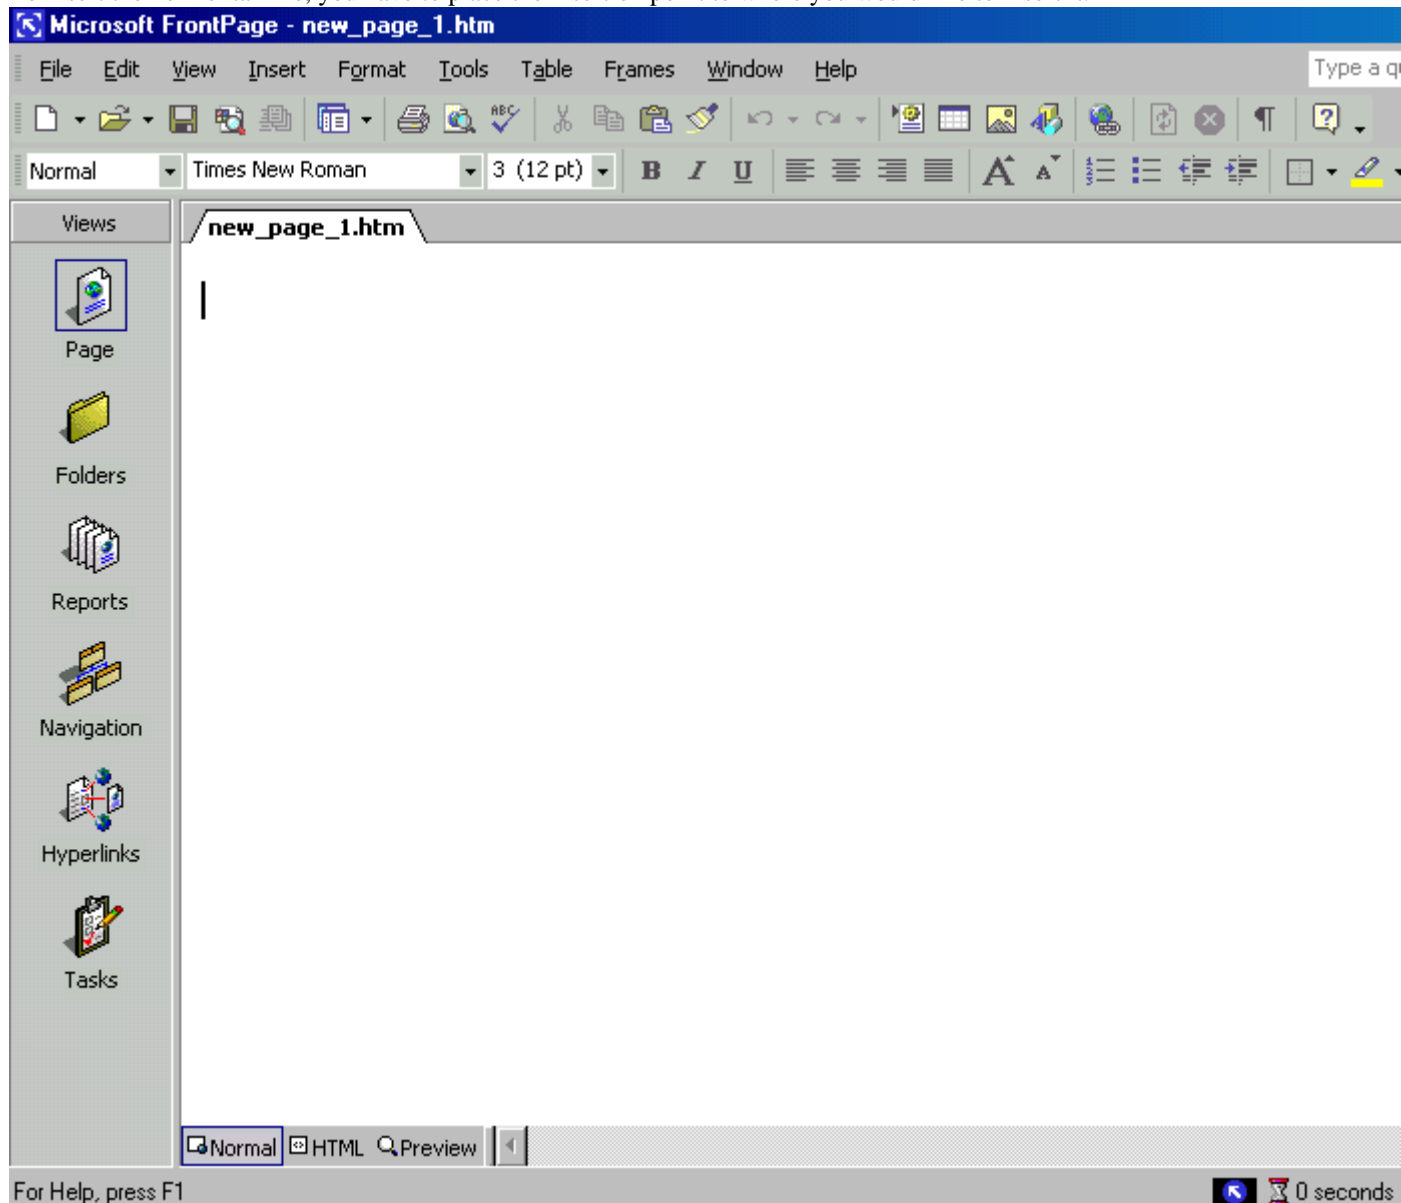 Microsoft FrontPage - new_page_1.htm
File Edit View Insert Format Tools Table Frames Window Help Type a qu
Normal Times New Roman 3 (12 pt) B I U A A
Views
new_page_1.htm
Page
Folders
Reports
Navigation
Hyperlinks
Tasks
Normal HTML Preview
For Help, press F1 0 seconds